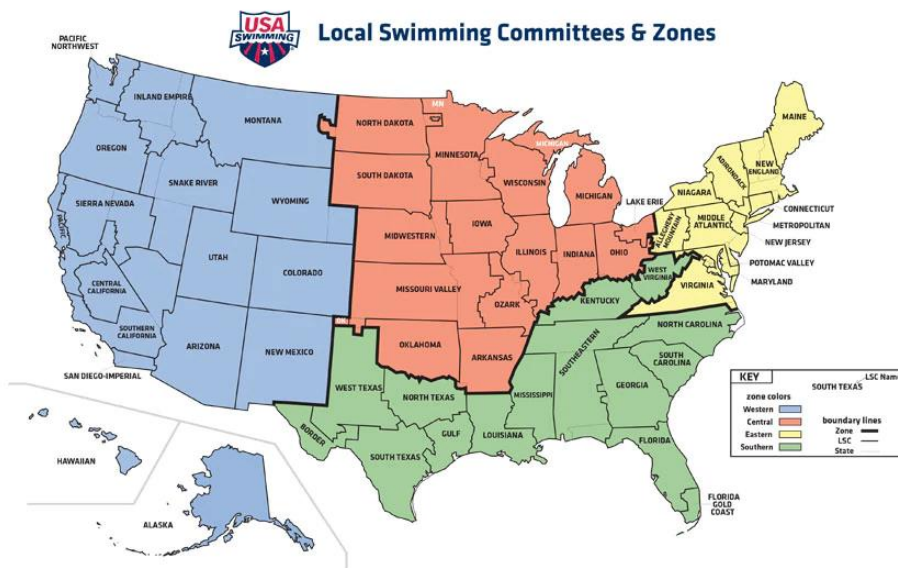 USA
SWIMMING
Local Swimming Committees & Zones
PACIFIC
NORTHWEST
INLAND EMPIRE
MONTANA
OREGON
SNAKE RIVER
WYOMING
SIERRA NEVADA
PACIFIC
UTAH
COLORADO
CENTRAL
CALIFORNIA
SOUTHERN
CALIFORNIA
ARIZONA
NEW MEXICO
SAN DIEGO-IMPERIAL
HAWAIIAN
ALASKA
NORTH DAKOTA
MN
MINNESOTA
SOUTH DAKOTA
WISCONSIN
MICHIGAN
MICHIGAN
LAKE ERIE
IOWA
MIDWESTERN
ILLINOIS
INDIANA
OHIO
MISSOURI VALLEY
OZARK
OKLAHOMA
ARKANSAS
MAINE
ADIRONDACK
NEW
ENGLAND
NIAGARA
CONNECTICUT
ALLEGHENY
MOUNTAIN
MIDDLE
ATLANTIC
METROPOLITAN
NEW JERSEY
POTOMAC VALLEY
MARYLAND
VIRGINIA
WEST
VIRGINIA
KENTUCKY
NORTH CAROLINA
SOUTHEASTERN
SOUTH
CAROLINA
MISSISSIPPI
GEORGIA
WEST TEXAS
NORTH TEXAS
BORDER
GULF
LOUISIANA
SOUTH TEXAS
FLORIDA
FLORIDA
GOLD
COAST
KEY
LSC Name
SOUTH TEXAS
zone colors
Western
Central
Eastern
Southern
boundary lines
Zone
LSC
State